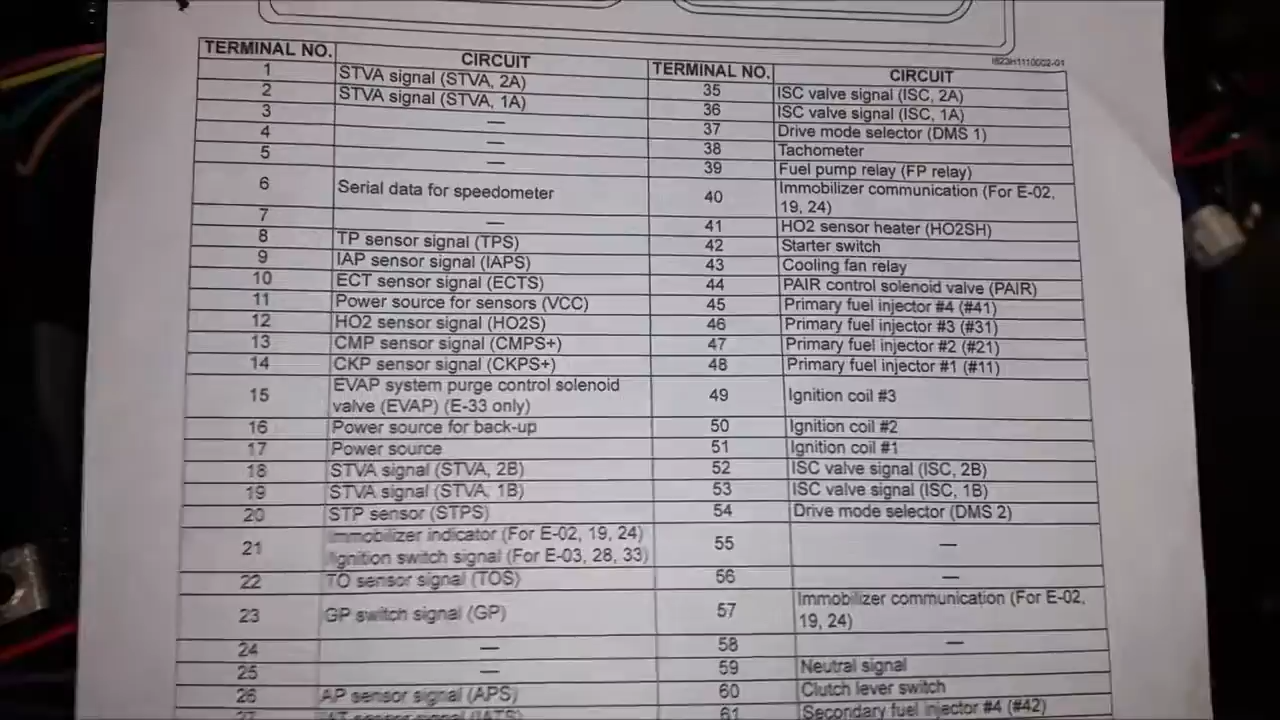 I823H1110002-01
TERMINAL NO. CIRCUIT TERMINAL NO. CIRCUIT
1 STVA signal (STVA, 2A) 35 ISC valve signal (ISC, 2A)
2 STVA signal (STVA, 1A) 36 ISC valve signal (ISC, 1A)
3 — 37 Drive mode selector (DMS 1)
4 — 38 Tachometer
5 — 39 Fuel pump relay (FP relay)
6 Serial data for speedometer 40 Immobilizer communication (For E-02,
19, 24)
7 — 41 HO2 sensor heater (HO2SH)
8 TP sensor signal (TPS) 42 Starter switch
9 IAP sensor signal (IAPS) 43 Cooling fan relay
10 ECT sensor signal (ECTS) 44 PAIR control solenoid valve (PAIR)
11 Power source for sensors (VCC) 45 Primary fuel injector #4 (#41)
12 HO2 sensor signal (HO2S) 46 Primary fuel injector #3 (#31)
13 CMP sensor signal (CMPS+) 47 Primary fuel injector #2 (#21)
14 CKP sensor signal (CKPS+) 48 Primary fuel injector #1 (#11)
15 EVAP system purge control solenoid
valve (EVAP) (E-33 only) 49 Ignition coil #3
16 Power source for back-up 50 Ignition coil #2
17 Power source 51 Ignition coil #1
18 STVA signal (STVA, 2B) 52 ISC valve signal (ISC, 2B)
19 STVA signal (STVA, 1B) 53 ISC valve signal (ISC, 1B)
20 STP sensor (STPS) 54 Drive mode selector (DMS 2)
21 Immobilizer indicator (For E-02, 19, 24)
Ignition switch signal (For E-03, 28, 33) 55 —
22 TO sensor signal (TOS) 56 —
23 GP switch signal (GP) 57 Immobilizer communication (For E-02,
19, 24)
24 — 58 —
25 — 59 Neutral signal
26 AP sensor signal (APS) 60 Clutch lever switch
27 AT sensor signal (IATS) 61 Secondary fuel injector #4 (#42)